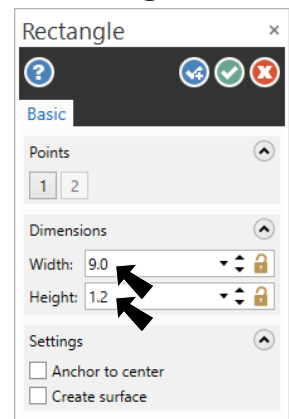 Rectangle
Basic
Points
1 2
Dimensions
Width: 9.0
Height: 1.2
Settings
Anchor to center
Create surface